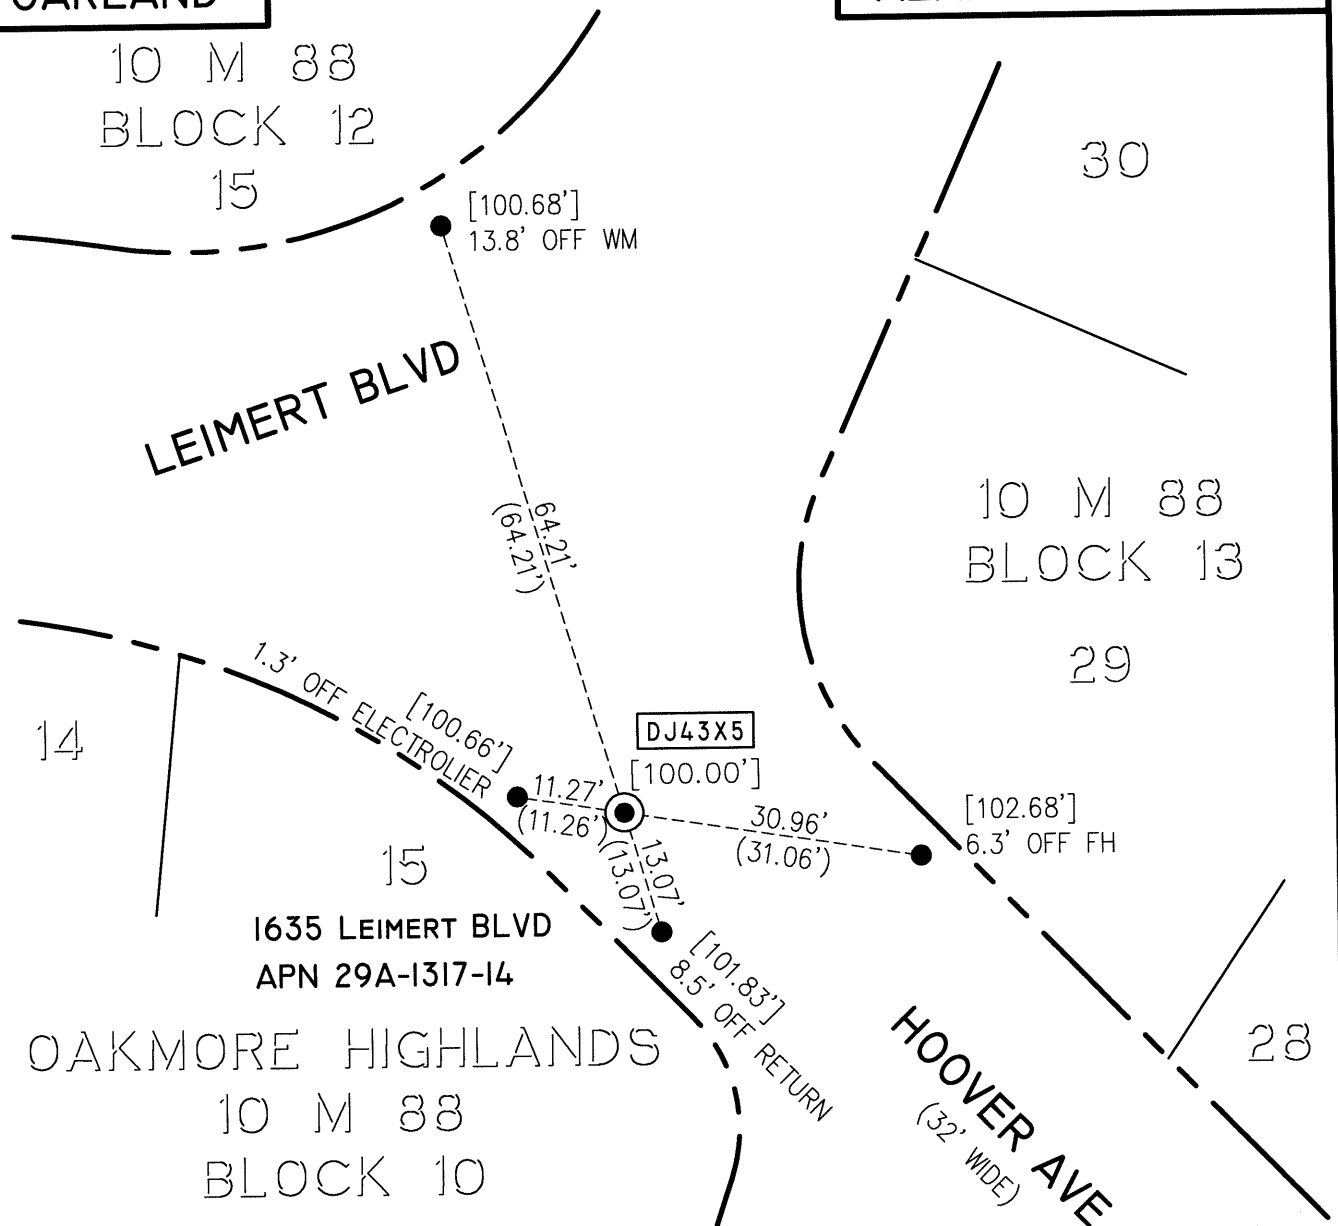 OAKLAND
10 M 88
BLOCK 12
15
30
[100.68']
13.8' OFF WM
LEIMERT BLVD
64.21'
(64.21')
10 M 88
BLOCK 13
29
1.3' OFF ELECTROLIER
[100.66']
14
DJ43X5
[100.00']
11.27'
(11.26')
30.96'
(31.06')
[102.68']
6.3' OFF FH
13.07'
(13.07')
15
1635 LEIMERT BLVD
APN 29A-1317-14
[101.83']
8.5' OFF RETURN
OAKMORE HIGHLANDS
10 M 88
BLOCK 10
HOOVER AVE
(32' WIDE)
28